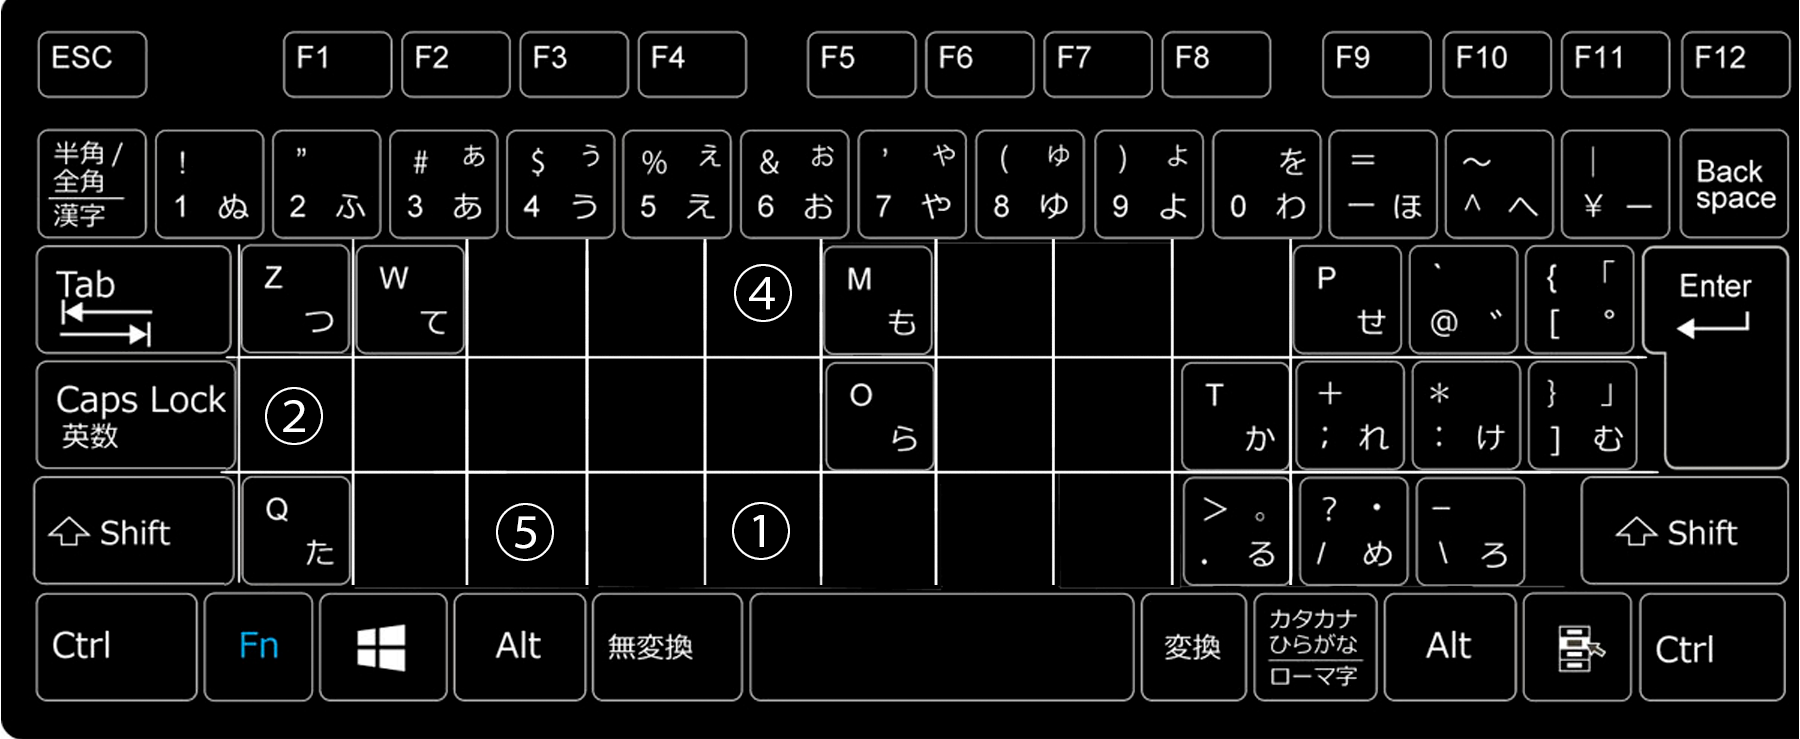 ESC F1 F2 F3 F4 F5 F6 F7 F8 F9 F10 F11 F12
半角/全角 漢字 ! 1 ぬ ” 2 ふ # あ 3 あ $ う 4 う % え 5 え & お 6 お ’ や 7 や ( ゆ 8 ゆ ) よ 9 よ を 0 わ = ー ほ ～ ^ へ | ¥ ー Back space
Tab Z つ W て ④ M も P せ ` @ ゛ { 「 [ ゜ Enter
Caps Lock 英数 ② O ら T か + ; れ * : け } 」 ] む
Shift Q た ⑤ ① > 。 . る ? ・ / め – \ ろ Shift
Ctrl Fn Alt 無変換 変換 カタカナ ひらがな ローマ字 Alt Ctrl